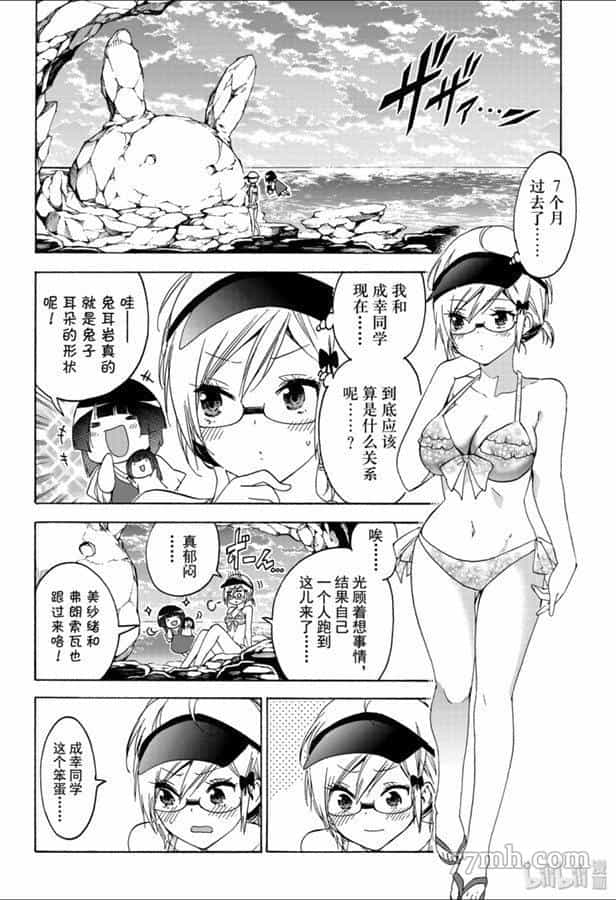 ザザァ…ン
7个月
过去了……
我和
成幸同学
现在……
到底应该
算是什么关系
呢……?
哇——
兔耳岩真的
就是兔子
耳朵的形状
呢!
唉……
光顾着想事情,
结果自己
一个人跑到
这儿来了……
真郁闷
美纱绪和
弗朗索瓦也
跟过来咯!
成幸同学
这个笨蛋……
7mh.com
bilibili
漫画